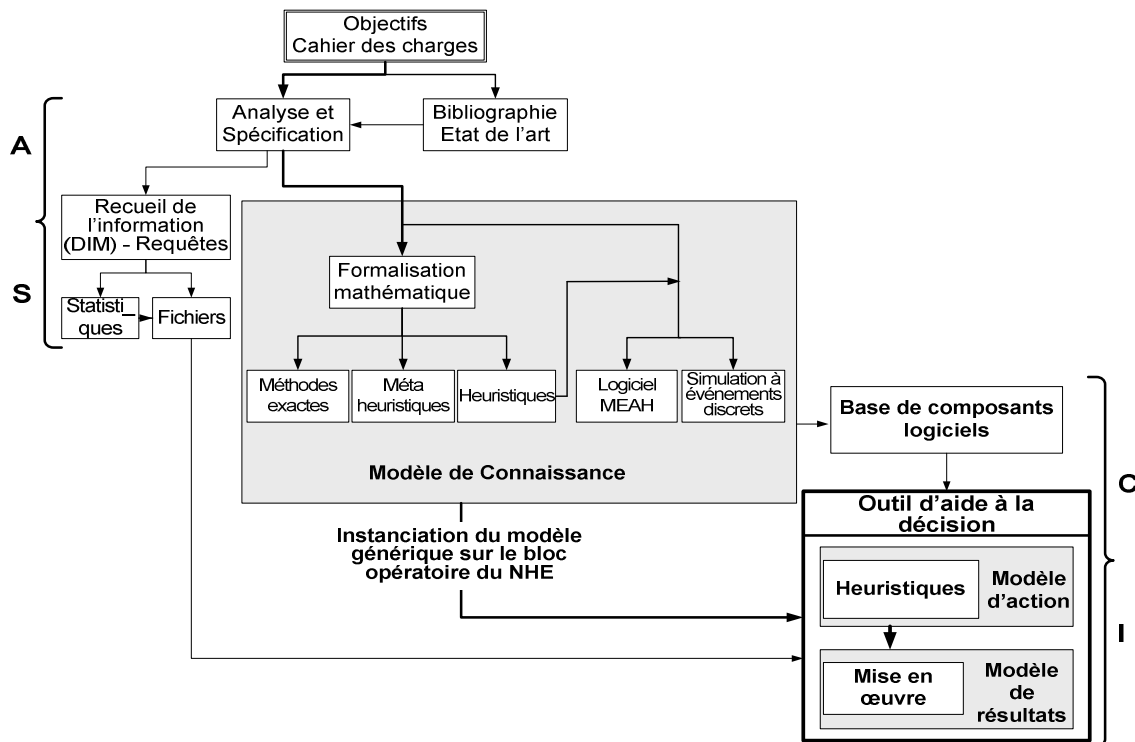 Objectifs
Cahier des charges
Analyse et
Spécification
Bibliographie
Etat de l'art
A
S
Recueil de
l'information
(DIM) - Requêtes
Statisti_
ques
Fichiers
Formalisation
mathématique
Méthodes
exactes
Méta
heuristiques
Heuristiques
Logiciel
MEAH
Simulation à
événements
discrets
Modèle de Connaissance
Base de composants
logiciels
Instanciation du modèle
générique sur le bloc
opératoire du NHE
Outil d'aide à la
décision
Heuristiques
Modèle
d'action
Mise en
œuvre
Modèle
de
résultats
C
I